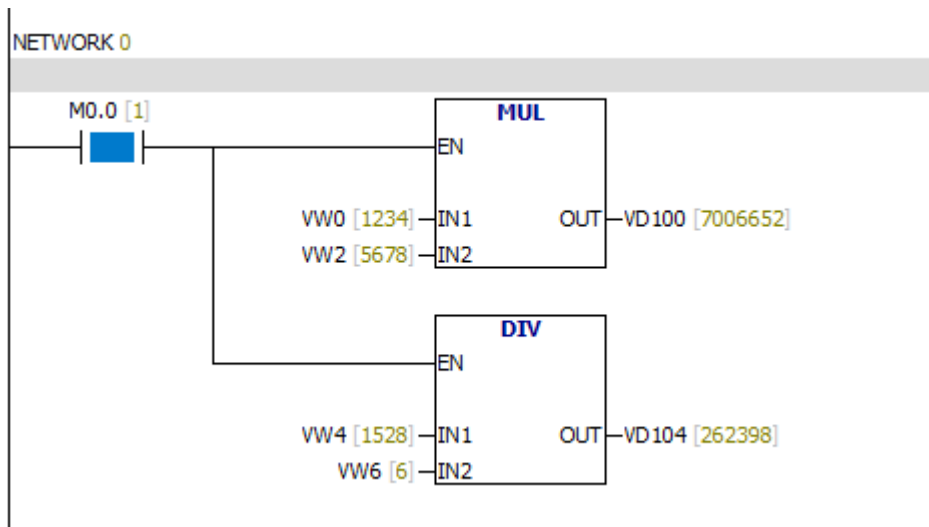 NETWORK 0
M0.0 [1]
MUL
EN
VW0 [1234] IN1 OUT VD100 [7006652]
VW2 [5678] IN2
DIV
EN
VW4 [1528] IN1 OUT VD104 [262398]
VW6 [6] IN2